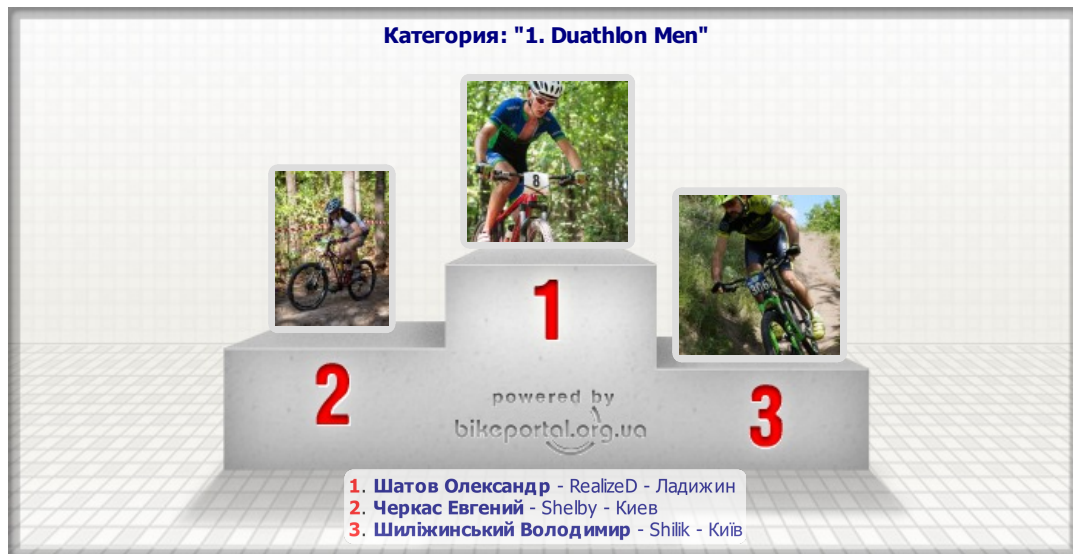 Категория: "1. Duathlon Men"
8
306
1
2
3
powered by
bikeportal.org.ua
1. Шатов Олександр - RealizeD - Ладижин
2. Черкас Евгений - Shelby - Киев
3. Шиліжинський Володимир - Shilik - Київ